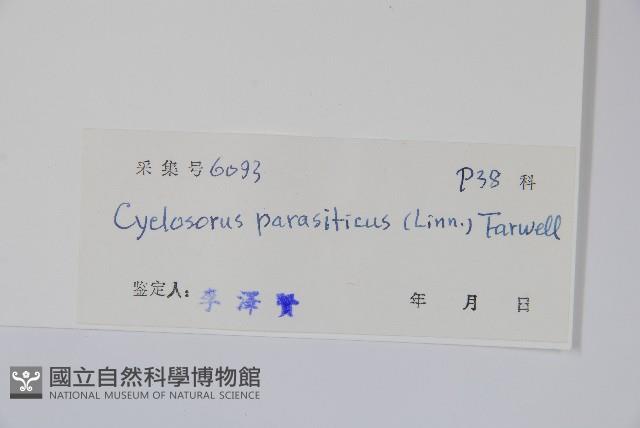 采集号6093 P38 科
Cyclosorus parasiticus (Linn.) Farwell
鉴定人: 李澤賢 年 月 日
國立自然科學博物館
NATIONAL MUSEUM OF NATURAL SCIENCE